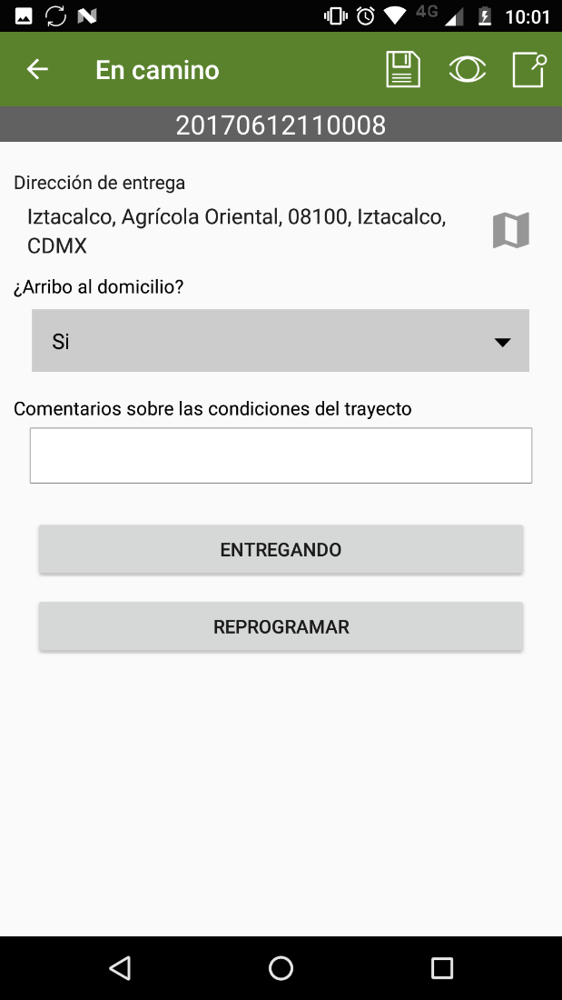 4G 10:01
En camino
20170612110008
Dirección de entrega
Iztacalco, Agrícola Oriental, 08100, Iztacalco,
CDMX
¿Arribo al domicilio?
Si
Comentarios sobre las condiciones del trayecto
ENTREGANDO
REPROGRAMAR